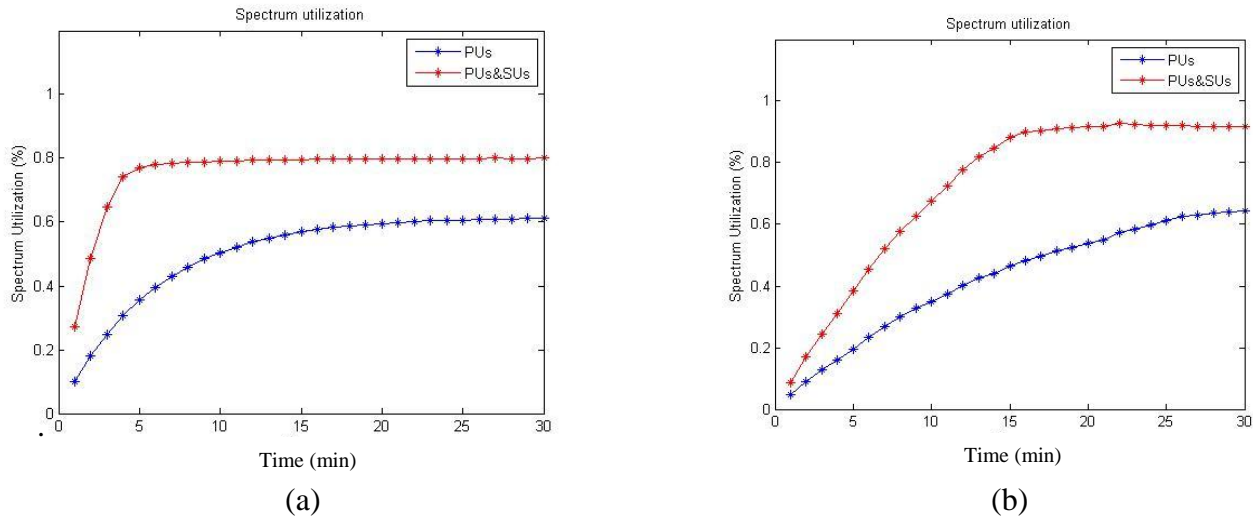 Spectrum utilization
PUs
PUs&SUs
1
0.8
0.6
0.4
0.2
0
Spectrum Utilization (%)
0 5 10 15 20 25 30
.
Time (min)
(a)
Spectrum utilization
PUs
PUs&SUs
1
0.8
0.6
0.4
0.2
0
Spectrum Utilization (%)
0 5 10 15 20 25 30
Time (min)
(b)